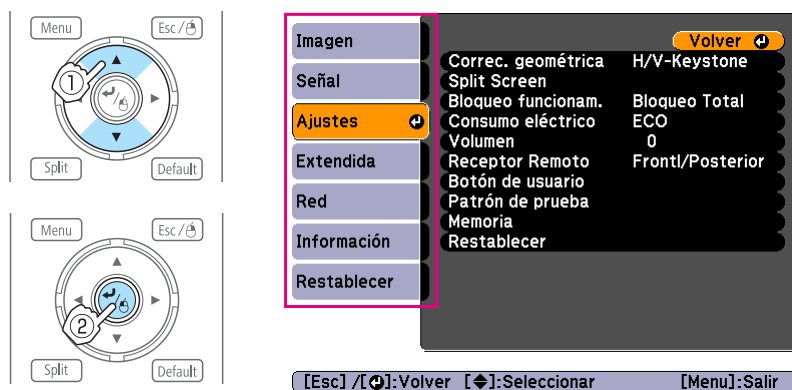 Menu
Esc/
1
Split
Default
Menu
Esc/
2
Split
Default
Imagen
Señal
Ajustes
Extendida
Red
Información
Restablecer
Volver
Correc. geométrica H/V-Keystone
Split Screen
Bloqueo funcionam. Bloqueo Total
Consumo eléctrico ECO
Volumen 0
Receptor Remoto Frontl/Posterior
Botón de usuario
Patrón de prueba
Memoria
Restablecer
[Esc] /[ ]:Volver [ ]:Seleccionar [Menu]:Salir